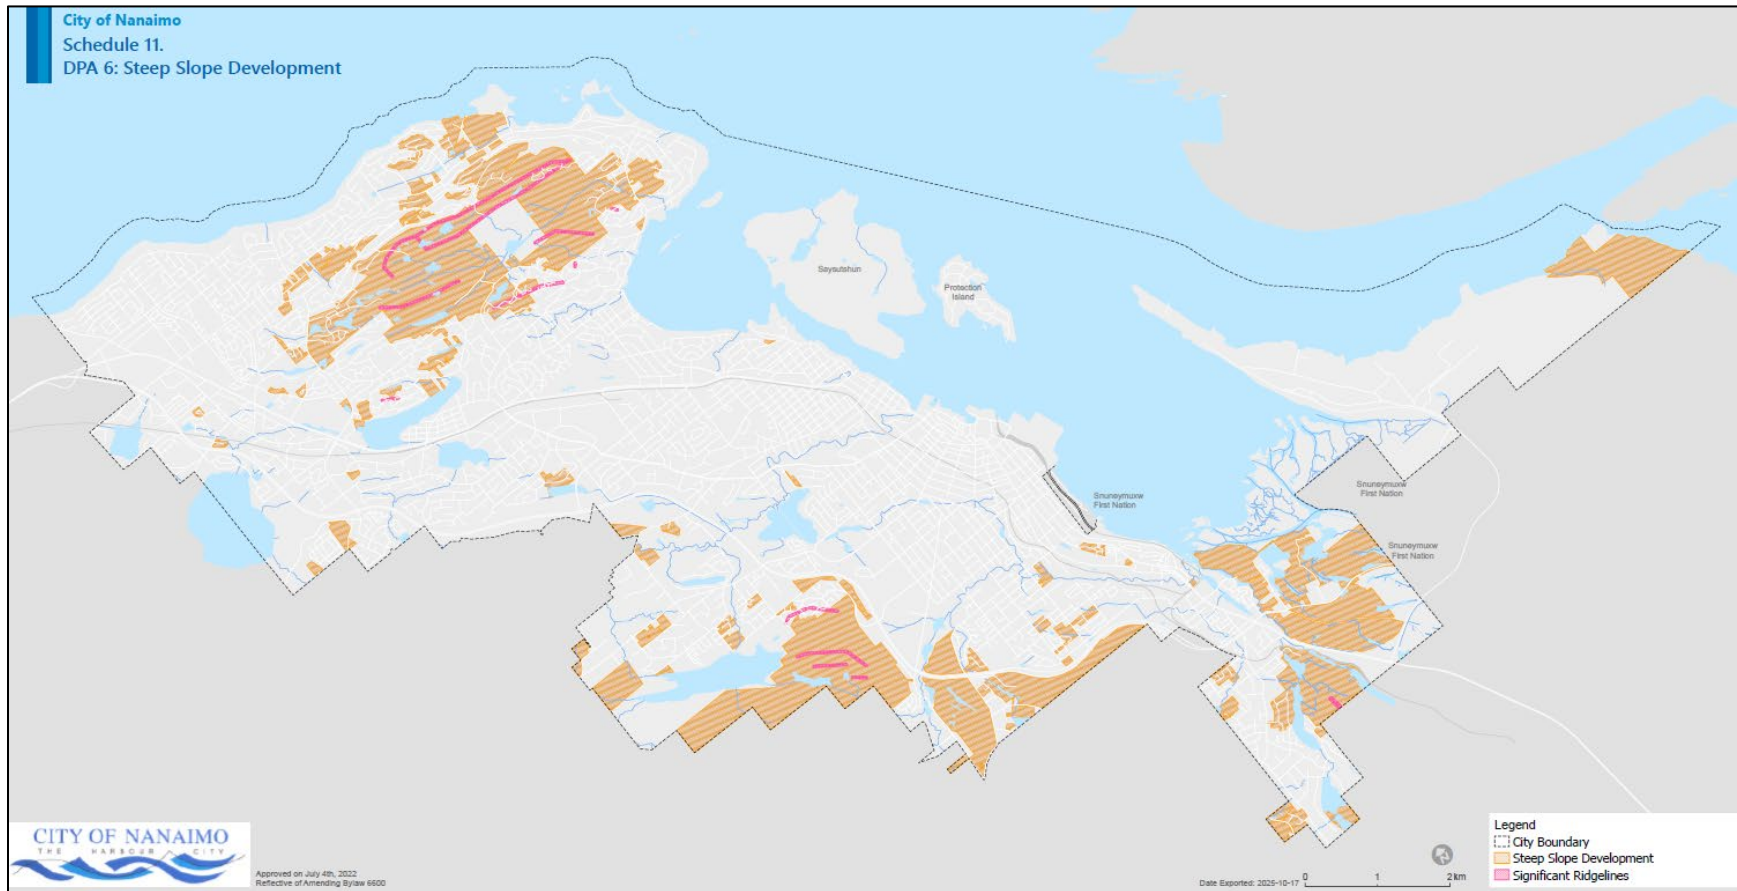 City of Nanaimo
Schedule 11.
DPA 6: Steep Slope Development
Saysutshun
Protection
Island
Snuneymuxw
First Nation
Snuneymuxw
First Nation
Snuneymuxw
First Nation
CITY OF NANAIMO
THE HARBOUR CITY
Approved on July 4th, 2022
Reflective of Amending Bylaw 6600
Date Exported: 2025-10-17
0 1 2 km
Legend
City Boundary
Steep Slope Development
Significant Ridgelines